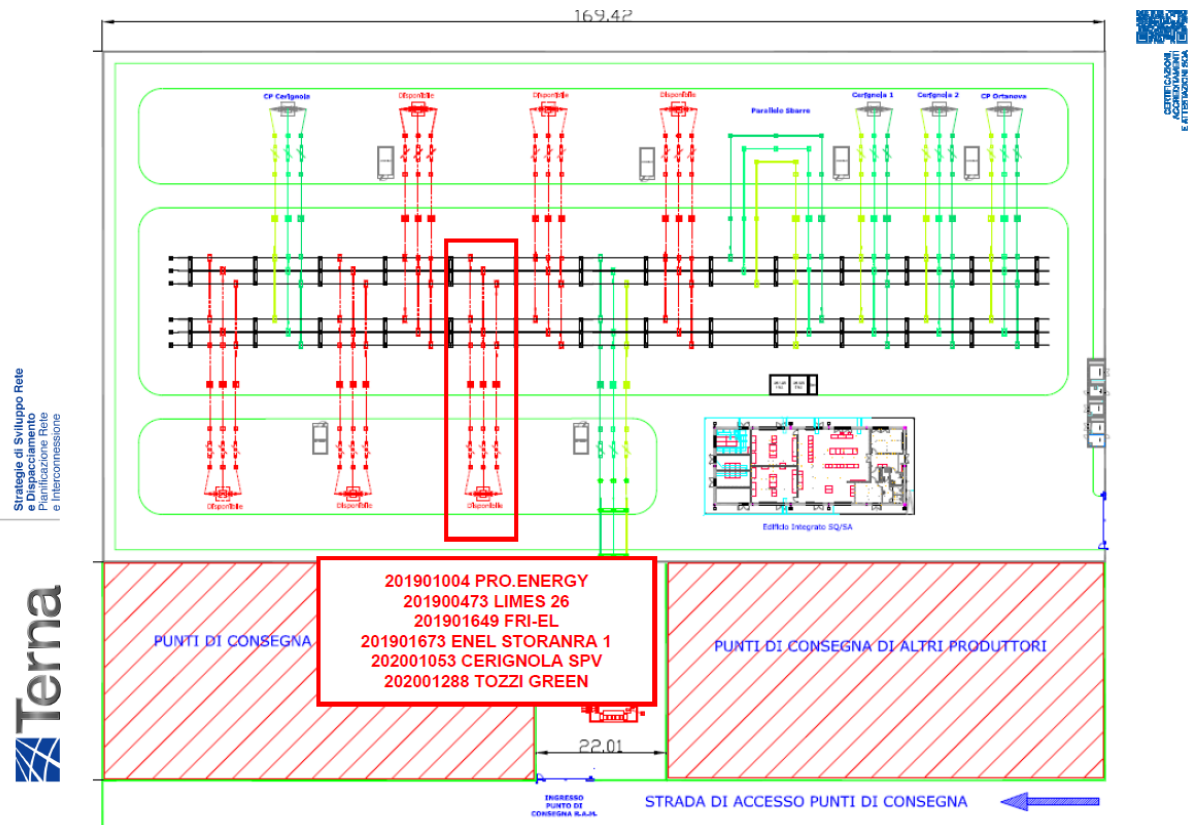 169.42
CERTIFICAZIONI,
ACCREDITAMENTI
E ATTESTAZIONI SOA
CP Cerignola
Disponibile
Disponibile
Disponibile
Parallelo Sbarre
Cerignola 1
Cerignola 2
CP Ortanova
Strategie di Sviluppo Rete
e Dispacciamento
Pianificazione Rete
e Interconnessione
Disponibile
Disponibile
Disponibile
Edificio Integrato SQ/SA
201901004 PRO.ENERGY
201900473 LIMES 26
201901649 FRI-EL
201901673 ENEL STORANRA 1
202001053 CERIGNOLA SPV
202001288 TOZZI GREEN
PUNTI DI CONSEGNA
PUNTI DI CONSEGNA DI ALTRI PRODUTTORI
Terna
22.01
INGRESSO
PUNTO DI
CONSEGNA
STRADA DI ACCESSO PUNTI DI CONSEGNA